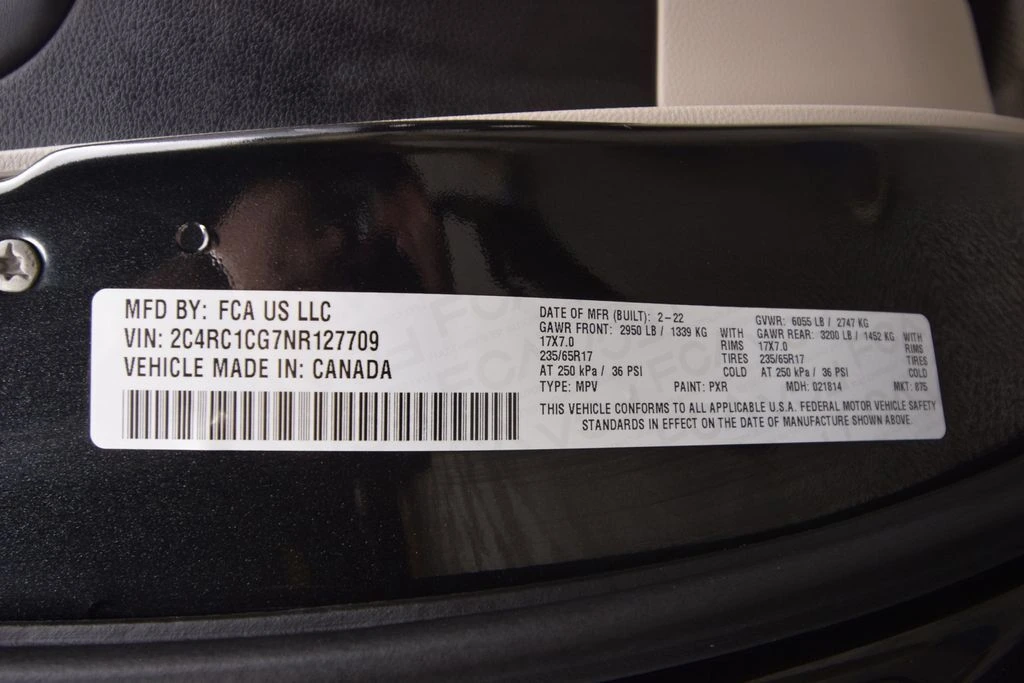 MFD BY: FCA US LLC
VIN: 2C4RC1CG7NR127709
VEHICLE MADE IN: CANADA
DATE OF MFR (BUILT): 2-22 GVWR: 6055 LB / 2747 KG
GAWR FRONT: 2950 LB / 1339 KG WITH GAWR REAR: 3200 LB / 1452 KG WITH
17X7.0 RIMS 17X7.0 RIMS
235/65R17 TIRES 235/65R17 TIRES
AT 250 kPa / 36 PSI COLD AT 250 kPa / 36 PSI COLD
TYPE: MPV PAINT: PXR MDH: 021814 MKT: 875
THIS VEHICLE CONFORMS TO ALL APPLICABLE U.S.A. FEDERAL MOTOR VEHICLE SAFETY
STANDARDS IN EFFECT ON THE DATE OF MANUFACTURE SHOWN ABOVE.